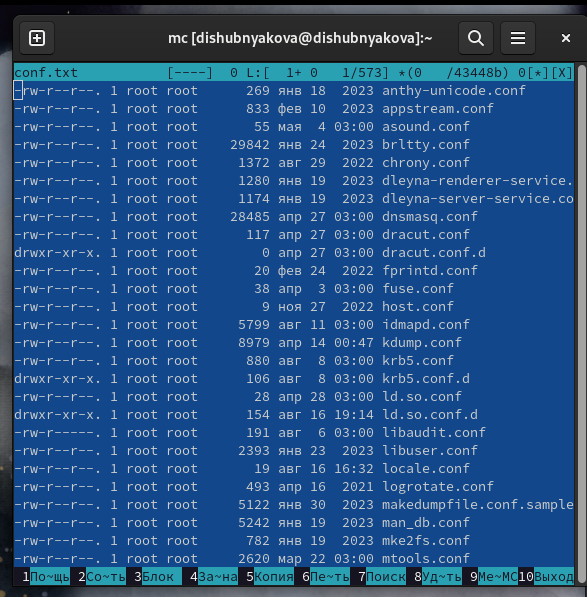 mc [dishubnyakova@dishubnyakova]:~
conf.txt [----] 0 L:[ 1+ 0 1/573] *(0 /43448b) 0[*][X]
-rw-r--r--. 1 root root 269 янв 18 2023 anthy-unicode.conf
-rw-r--r--. 1 root root 833 фев 10 2023 appstream.conf
-rw-r--r--. 1 root root 55 мая 4 03:00 asound.conf
-rw-r--r--. 1 root root 29842 янв 24 2023 brltty.conf
-rw-r--r--. 1 root root 1372 авг 29 2022 chrony.conf
-rw-r--r--. 1 root root 1280 янв 19 2023 dleyna-renderer-service.
-rw-r--r--. 1 root root 1174 янв 19 2023 dleyna-server-service.co
-rw-r--r--. 1 root root 28485 апр 27 03:00 dnsmasq.conf
-rw-r--r--. 1 root root 117 апр 27 03:00 dracut.conf
drwxr-xr-x. 1 root root 0 апр 27 03:00 dracut.conf.d
-rw-r--r--. 1 root root 20 фев 24 2022 fprintd.conf
-rw-r--r--. 1 root root 38 апр 3 03:00 fuse.conf
-rw-r--r--. 1 root root 9 ноя 27 2022 host.conf
-rw-r--r--. 1 root root 5799 авг 11 03:00 idmapd.conf
-rw-r--r--. 1 root root 8979 апр 14 00:47 kdump.conf
-rw-r--r--. 1 root root 880 авг 8 03:00 krb5.conf
drwxr-xr-x. 1 root root 106 авг 8 03:00 krb5.conf.d
-rw-r--r--. 1 root root 28 апр 28 03:00 ld.so.conf
drwxr-xr-x. 1 root root 154 авг 16 19:14 ld.so.conf.d
-rw-r-----. 1 root root 191 авг 6 03:00 libaudit.conf
-rw-r--r--. 1 root root 2393 янв 23 2023 libuser.conf
-rw-r--r--. 1 root root 19 авг 16 16:32 locale.conf
-rw-r--r--. 1 root root 493 апр 16 2021 logrotate.conf
-rw-r--r--. 1 root root 5122 янв 30 2023 makedumpfile.conf.sample
-rw-r--r--. 1 root root 5242 янв 19 2023 man_db.conf
-rw-r--r--. 1 root root 782 янв 19 2023 mke2fs.conf
-rw-r--r--. 1 root root 2620 мар 22 03:00 mtools.conf
1По~щь 2Со~ть 3Блок 4За~на 5Копия 6Пе~ть 7Поиск 8Уд~ть 9Ме~МС10Выход